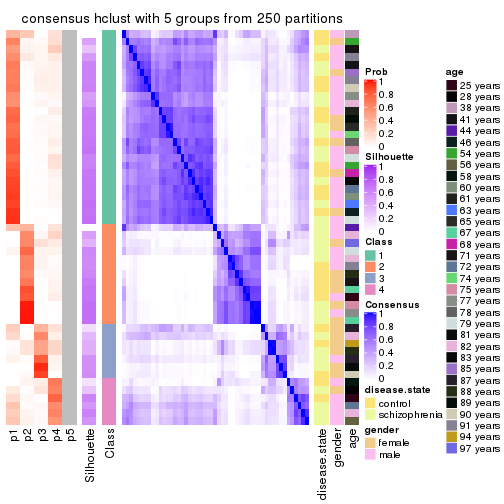 consensus hclust with 5 groups from 250 partitions
Prob
0.8
0.6
0.4
0.2
0
Silhouette
1
0.8
0.6
0.4
0.2
0
Class
1
2
3
4
Consensus
1
0.8
0.6
0.4
0.2
0
disease.state
control
schizophrenia
gender
female
male
age
25 years
28 years
38 years
41 years
44 years
46 years
54 years
56 years
58 years
60 years
61 years
63 years
65 years
67 years
68 years
71 years
72 years
74 years
75 years
77 years
78 years
79 years
81 years
82 years
83 years
85 years
87 years
88 years
89 years
90 years
91 years
94 years
97 years
p1
p2
p3
p4
p5
Silhouette
Class
disease.state
gender
age